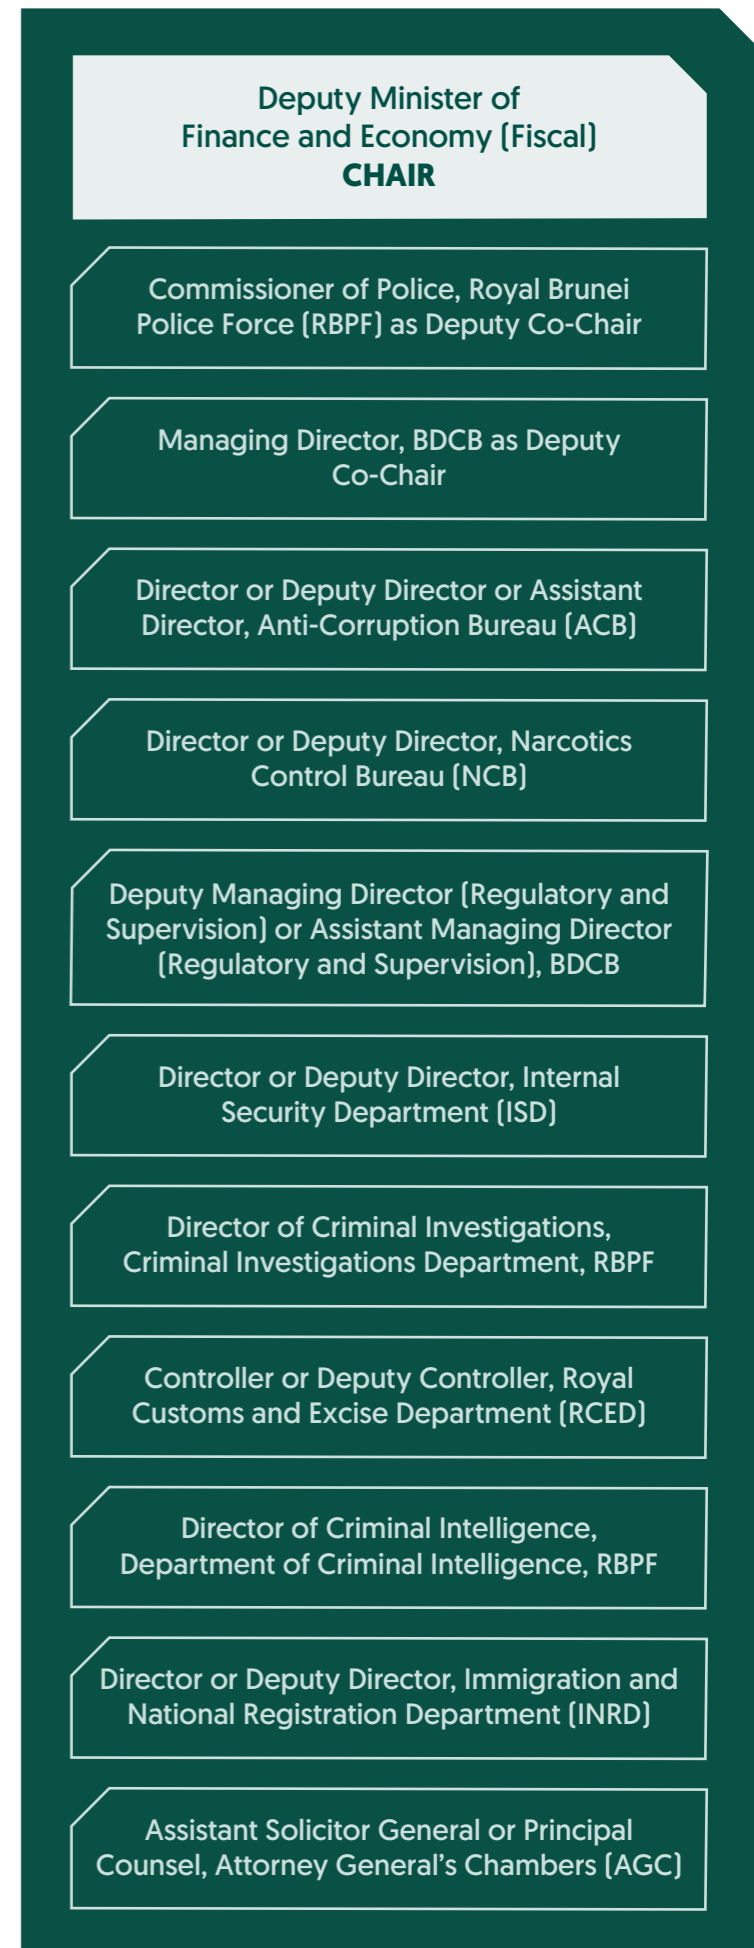 Deputy Minister of
Finance and Economy (Fiscal)
CHAIR
Commissioner of Police, Royal Brunei
Police Force (RBPF) as Deputy Co-Chair
Managing Director, BDCB as Deputy
Co-Chair
Director or Deputy Director or Assistant
Director, Anti-Corruption Bureau (ACB)
Director or Deputy Director, Narcotics
Control Bureau (NCB)
Deputy Managing Director (Regulatory and
Supervision) or Assistant Managing Director
(Regulatory and Supervision), BDCB
Director or Deputy Director, Internal
Security Department (ISD)
Director of Criminal Investigations,
Criminal Investigations Department, RBPF
Controller or Deputy Controller, Royal
Customs and Excise Department (RCED)
Director of Criminal Intelligence,
Department of Criminal Intelligence, RBPF
Director or Deputy Director, Immigration and
National Registration Department (INRD)
Assistant Solicitor General or Principal
Counsel, Attorney General’s Chambers (AGC)